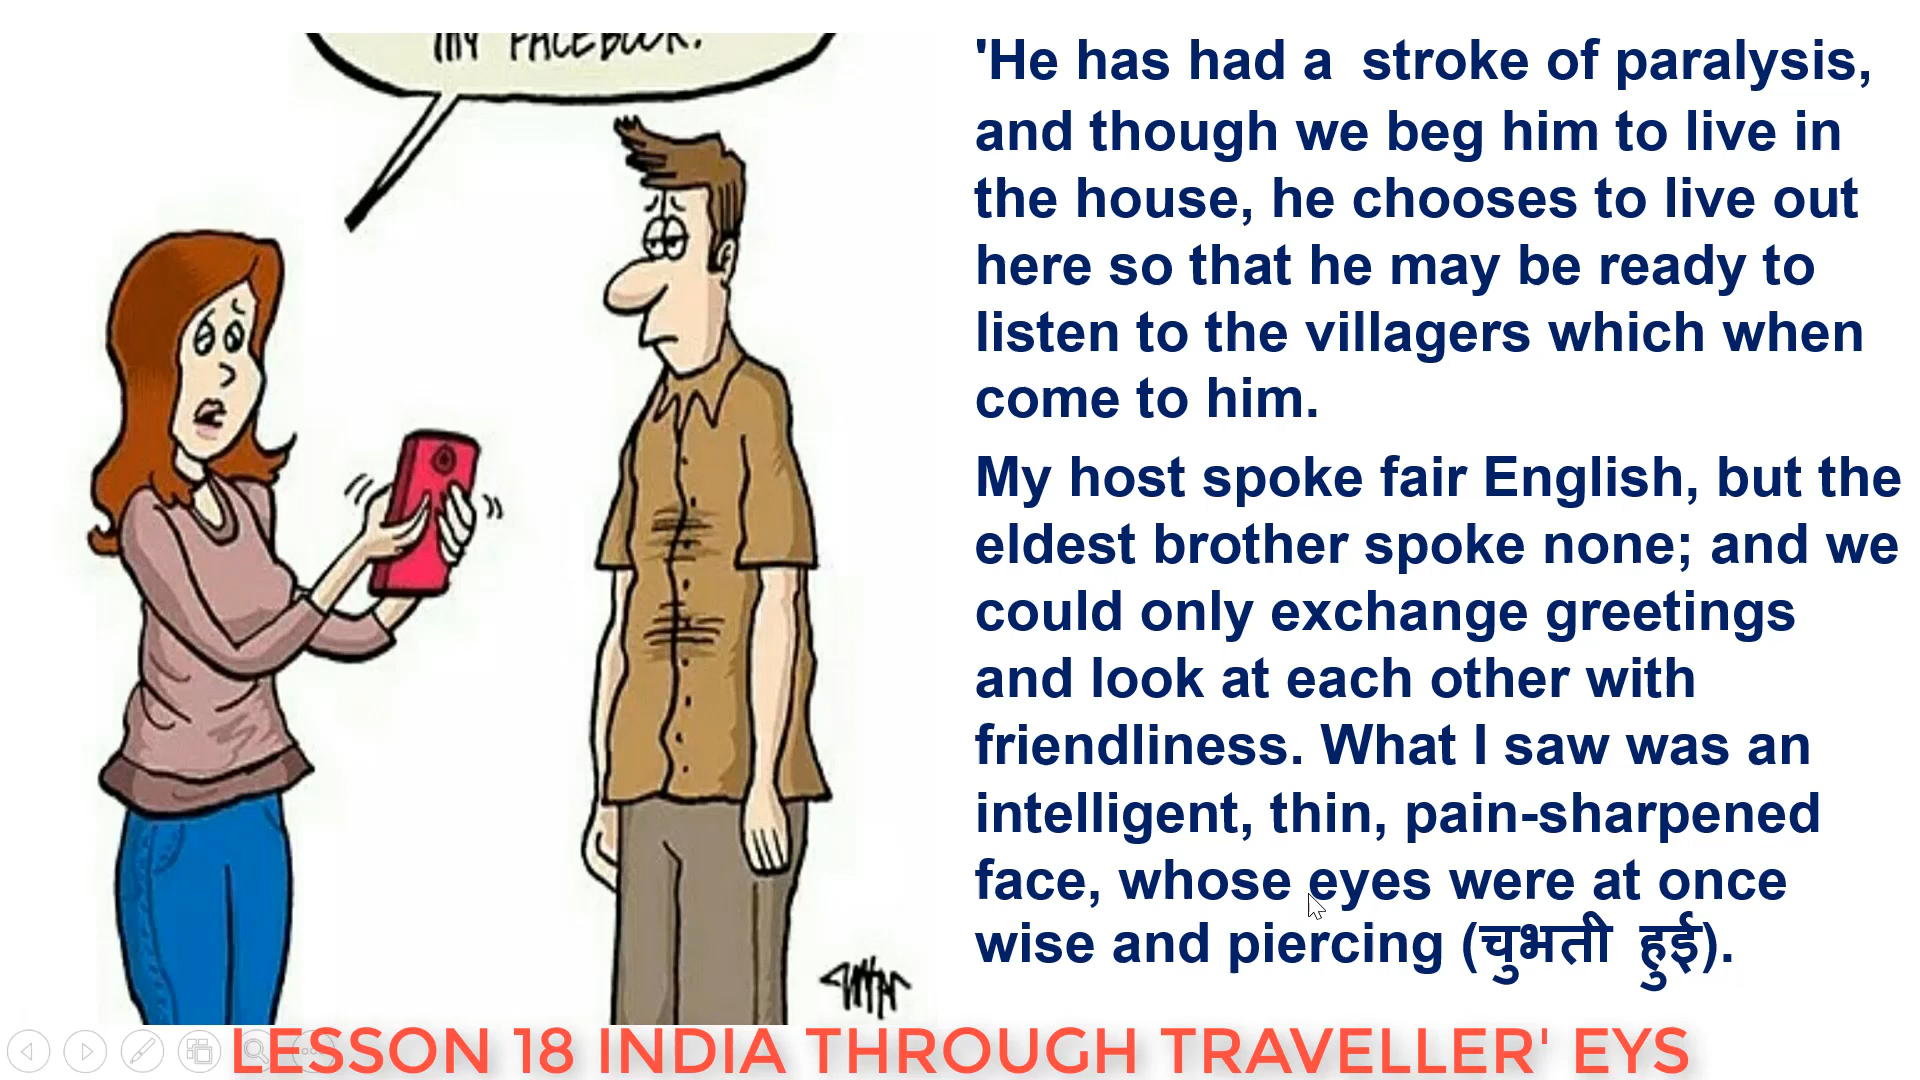 MY FACEBOOK.
'He has had a stroke of paralysis,
and though we beg him to live in
the house, he chooses to live out
here so that he may be ready to
listen to the villagers which when
come to him.
My host spoke fair English, but the
eldest brother spoke none; and we
could only exchange greetings
and look at each other with
friendliness. What I saw was an
intelligent, thin, pain-sharpened
face, whose eyes were at once
wise and piercing (चुभती हुई).
LESSON 18 INDIA THROUGH TRAVELLER' EYS